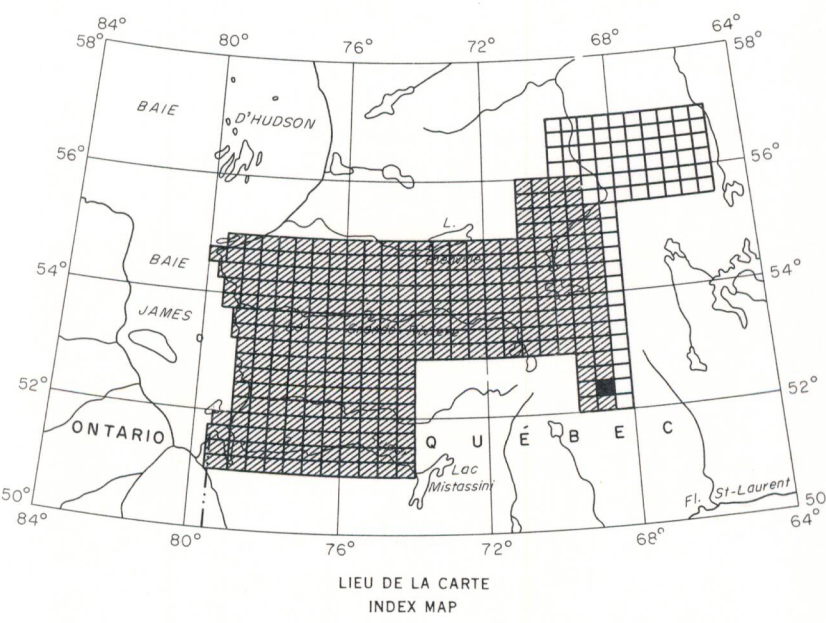 84° 80° 76° 72° 68° 64°
58° 58°
BAIE
D'HUDSON
56° 56°
L.
BAIE
54° 54°
JAMES
52° 52°
ONTARIO
QUÉBEC
Lac
Mistassini
Fl. St-Laurent
50° 50
84° 80° 76° 72° 68° 64°
LIEU DE LA CARTE
INDEX MAP